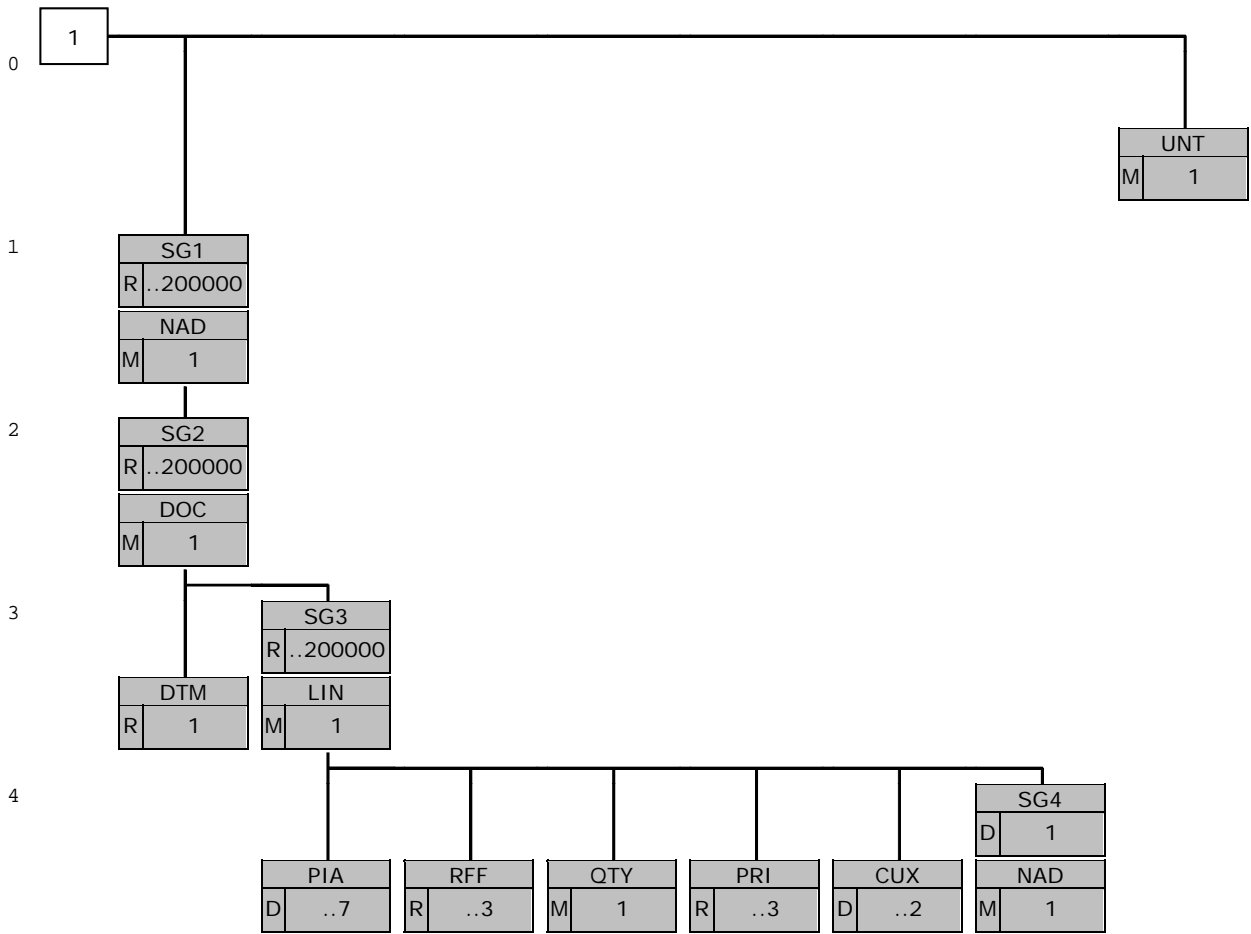 1
0
UNT
M 1
1
SG1
R ..200000
NAD
M 1
2
SG2
R ..200000
DOC
M 1
3
SG3
R ..200000
DTM LIN
R 1 M 1
4
SG4
D 1
PIA RFF QTY PRI CUX NAD
D ..7 R ..3 M 1 R ..3 D ..2 M 1